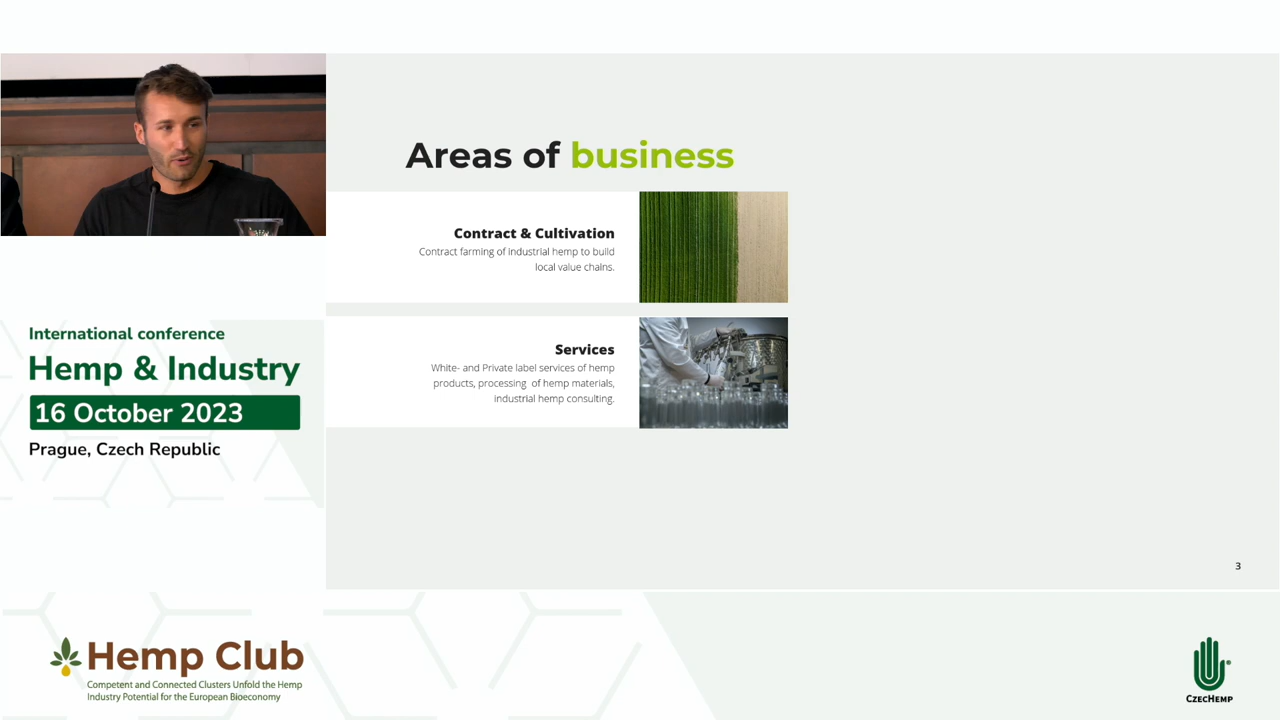 Areas of business
Contract & Cultivation
Contract farming of industrial hemp to build
local value chains.
Services
White- and Private label services of hemp
products, processing of hemp materials,
industrial hemp consulting.
3
International conference
Hemp & Industry
16 October 2023
Prague, Czech Republic
Hemp Club
Competent and Connected Clusters Unfold the Hemp
Industry Potential for the European Bioeconomy
CZECHEMP